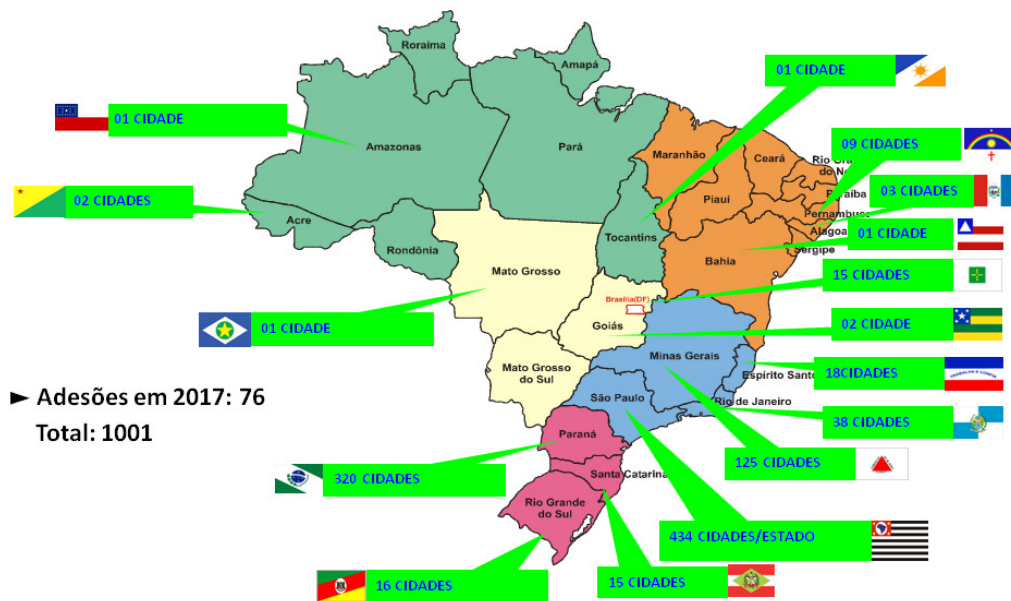 Roraima
Amapá
01 CIDADE
01 CIDADE
Amazonas
Pará
Maranhão
Ceará
09 CIDADES
02 CIDADES
Piauí
03 CIDADES
Pernambuco
Acre
Rondônia
Tocantins
Bahia
01 CIDADE
Sergipe
Mato Grosso
15 CIDADES
Brasília(DF)
01 CIDADE
Goiás
02 CIDADE
Minas Gerais
Mato Grosso
do Sul
Espírito Sant
18CIDADES
► Adesões em 2017: 76
São Paulo
Rio de Janeiro
38 CIDADES
Total: 1001
Paraná
125 CIDADES
320 CIDADES
Santa Catarina
Rio Grande
do Sul
434 CIDADES/ESTADO
16 CIDADES
15 CIDADES